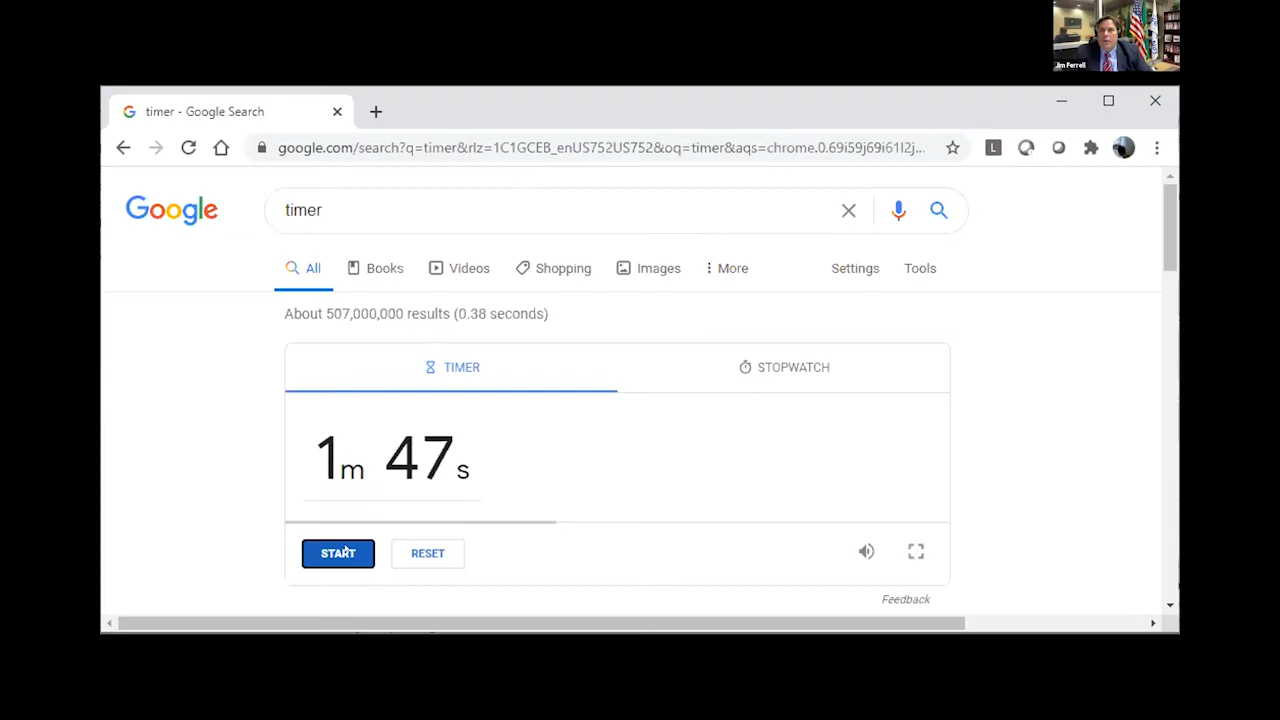 Jim Ferrell
timer - Google Search
google.com/search?q=timer&rlz=1C1GCEB_enUS752US752&oq=timer&aqs=chrome.0.69i59j69i61l2j...
L
Google
timer
All Books Videos Shopping Images More Settings Tools
About 507,000,000 results (0.38 seconds)
TIMER STOPWATCH
1m 47s
START RESET
Feedback